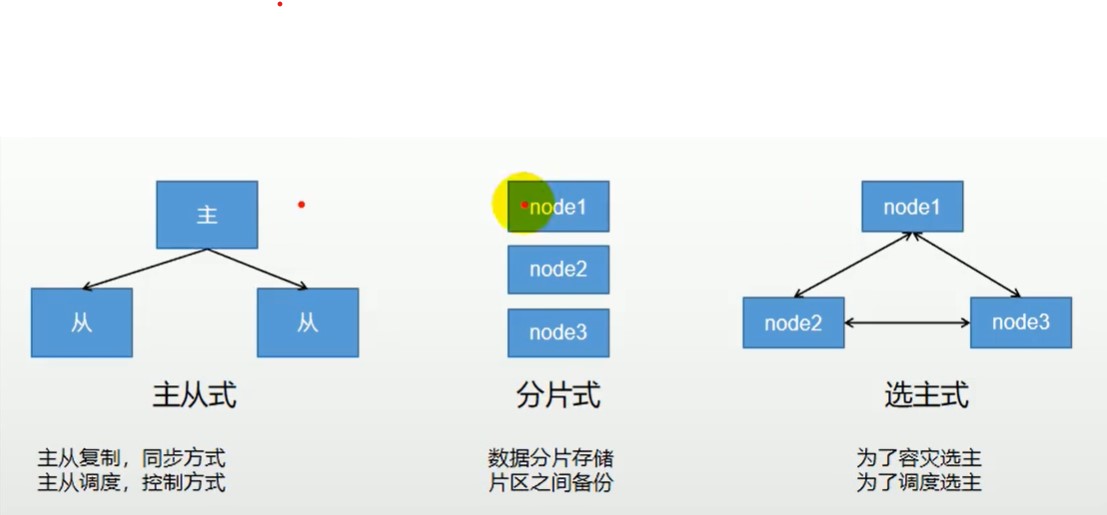 主
从
从
主从式
主从复制，同步方式
主从调度，控制方式
node1
node2
node3
分片式
数据分片存储
片区之间备份
node1
node2
node3
选主式
为了容灾选主
为了调度选主